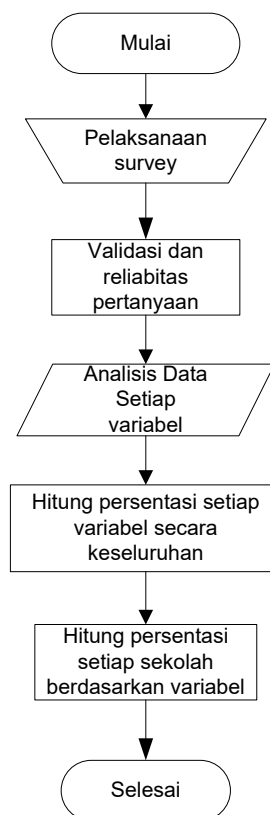 Mulai
Pelaksanaan
survey
Validasi dan
reliabitas
pertanyaan
Analisis Data
Setiap
variabel
Hitung persentasi setiap
variabel secara
keseluruhan
Hitung persentasi
setiap sekolah
berdasarkan variabel
Selesai